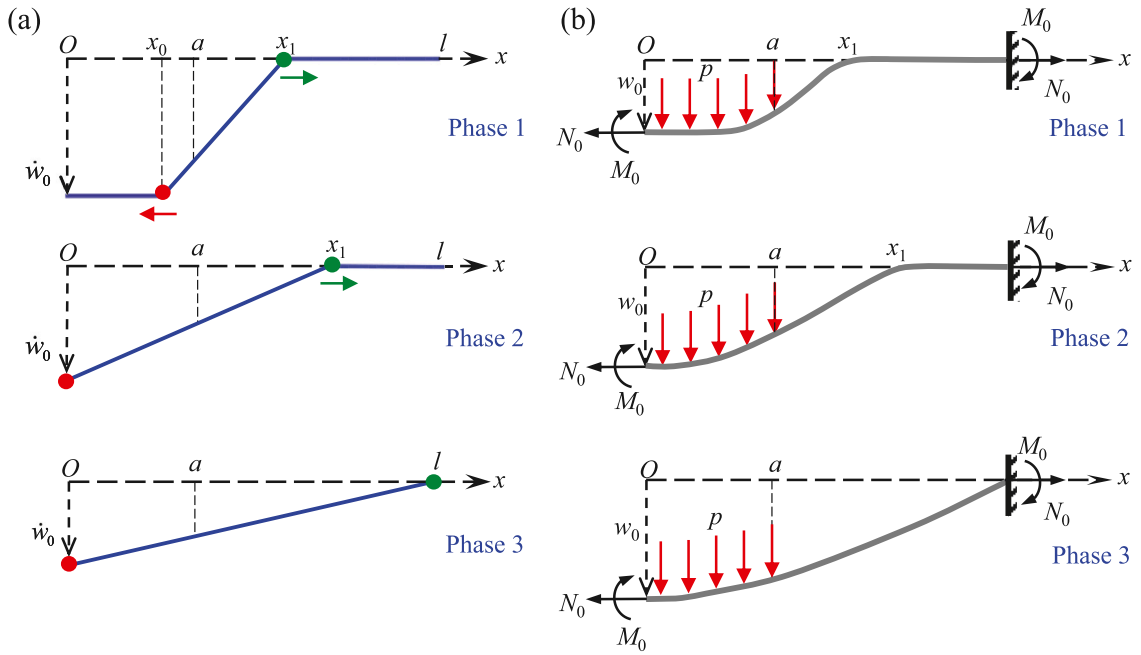 (a)
O x₀ a x₁ l x
ẇ₀
Phase 1
O a x₁ l x
ẇ₀
Phase 2
O a l x
ẇ₀
Phase 3
(b)
O a x₁ M₀ x
w₀ p N₀
Phase 1
N₀ M₀
O a x₁ M₀ x
w₀ p N₀
Phase 2
N₀ M₀
O a M₀ x
w₀ p N₀
Phase 3
N₀ M₀